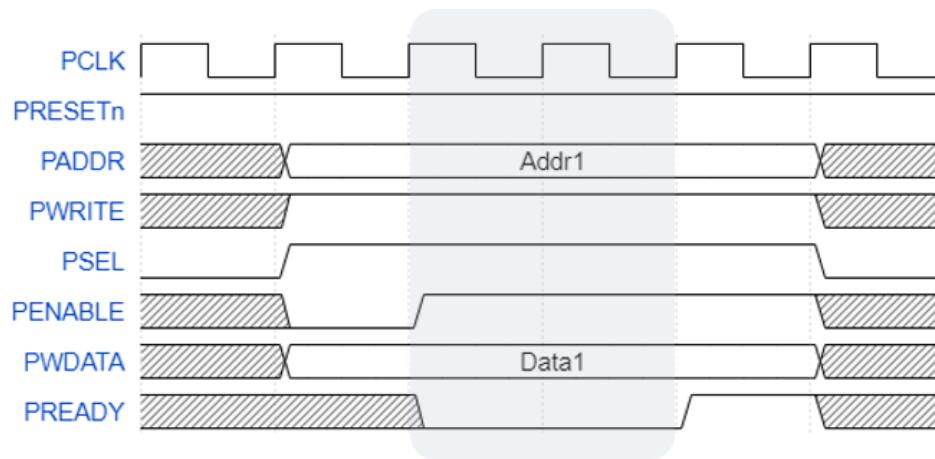 PCLK
PRESETn
PADDR Addr1
PWRITE
PSEL
PENABLE
PWDATA Data1
PREADY